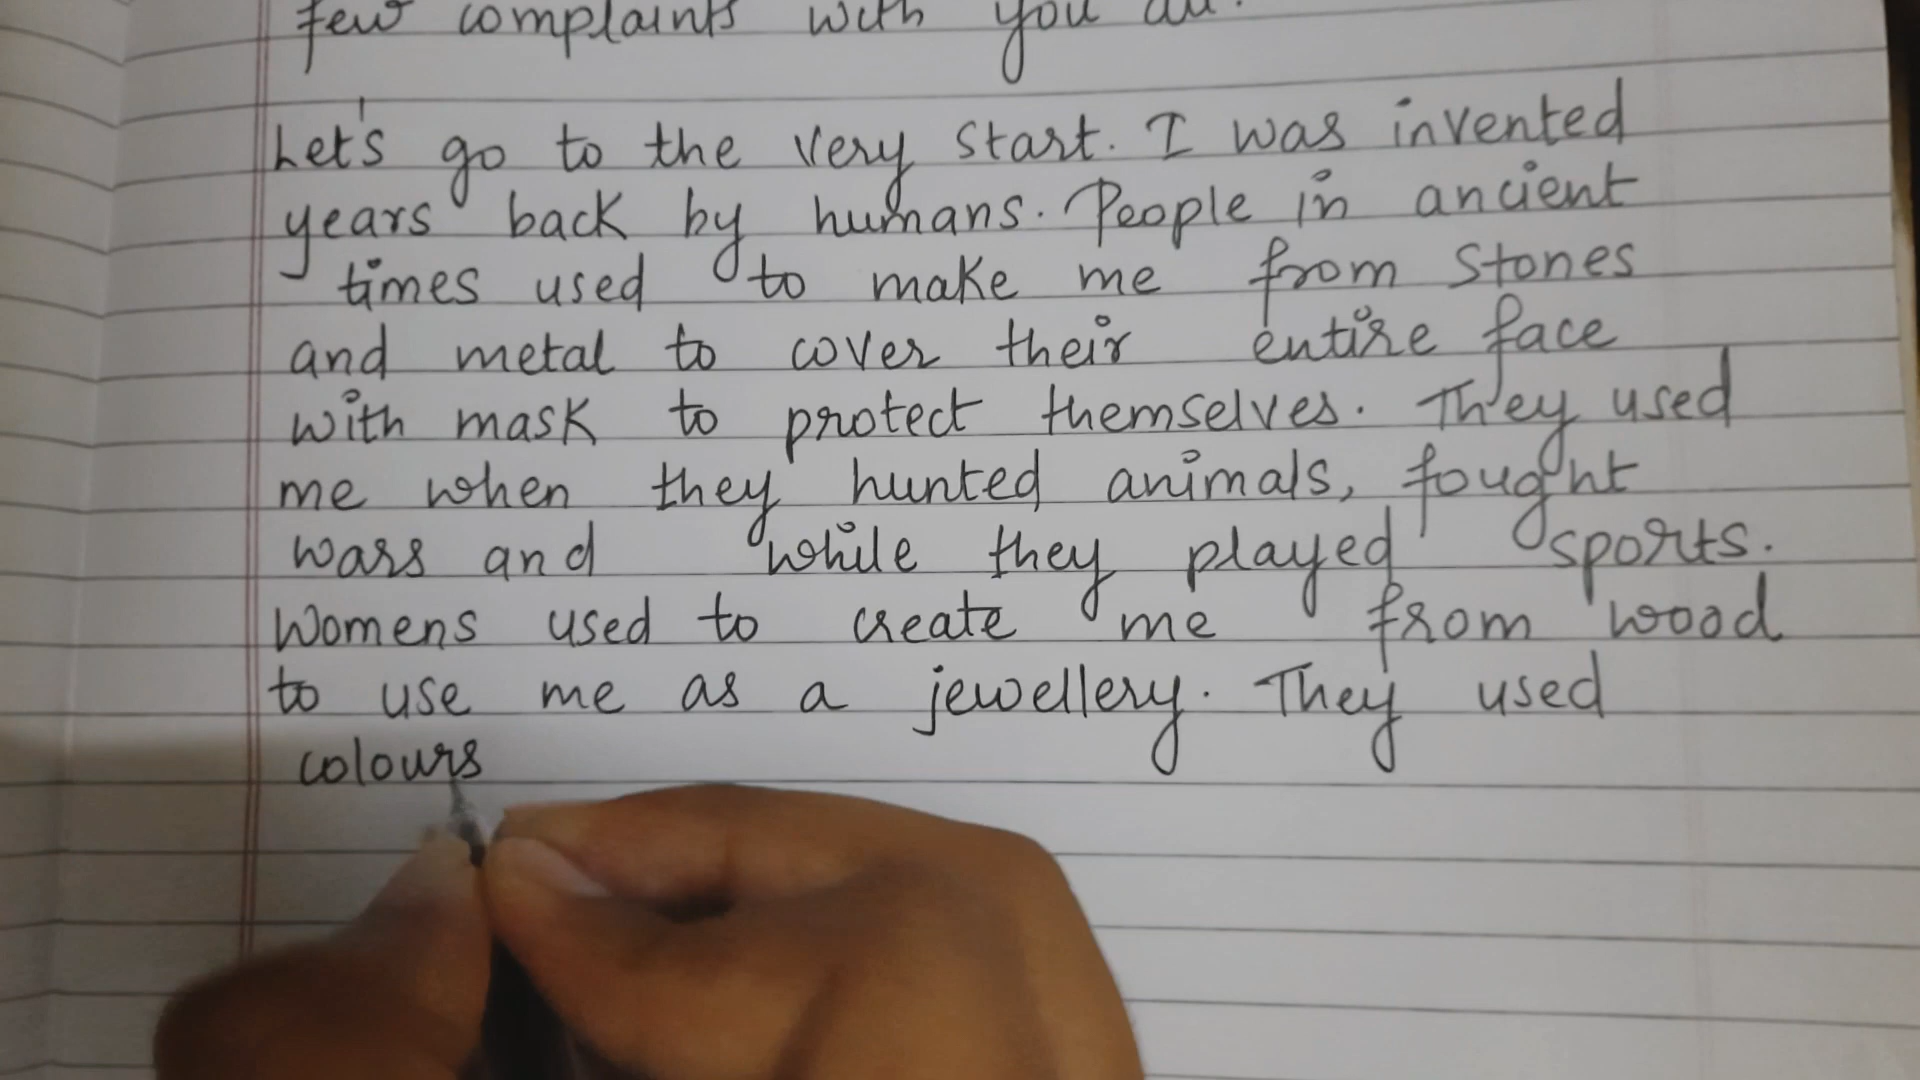 few complaints with you all.
Let's go to the very start. I was invented
years back by humans. People in ancient
times used to make me from stones
and metal to cover their entire face
with mask to protect themselves. They used
me when they hunted animals, fought
wars and while they played sports.
Womens used to create me from wood
to use me as a jewellery. They used
colours